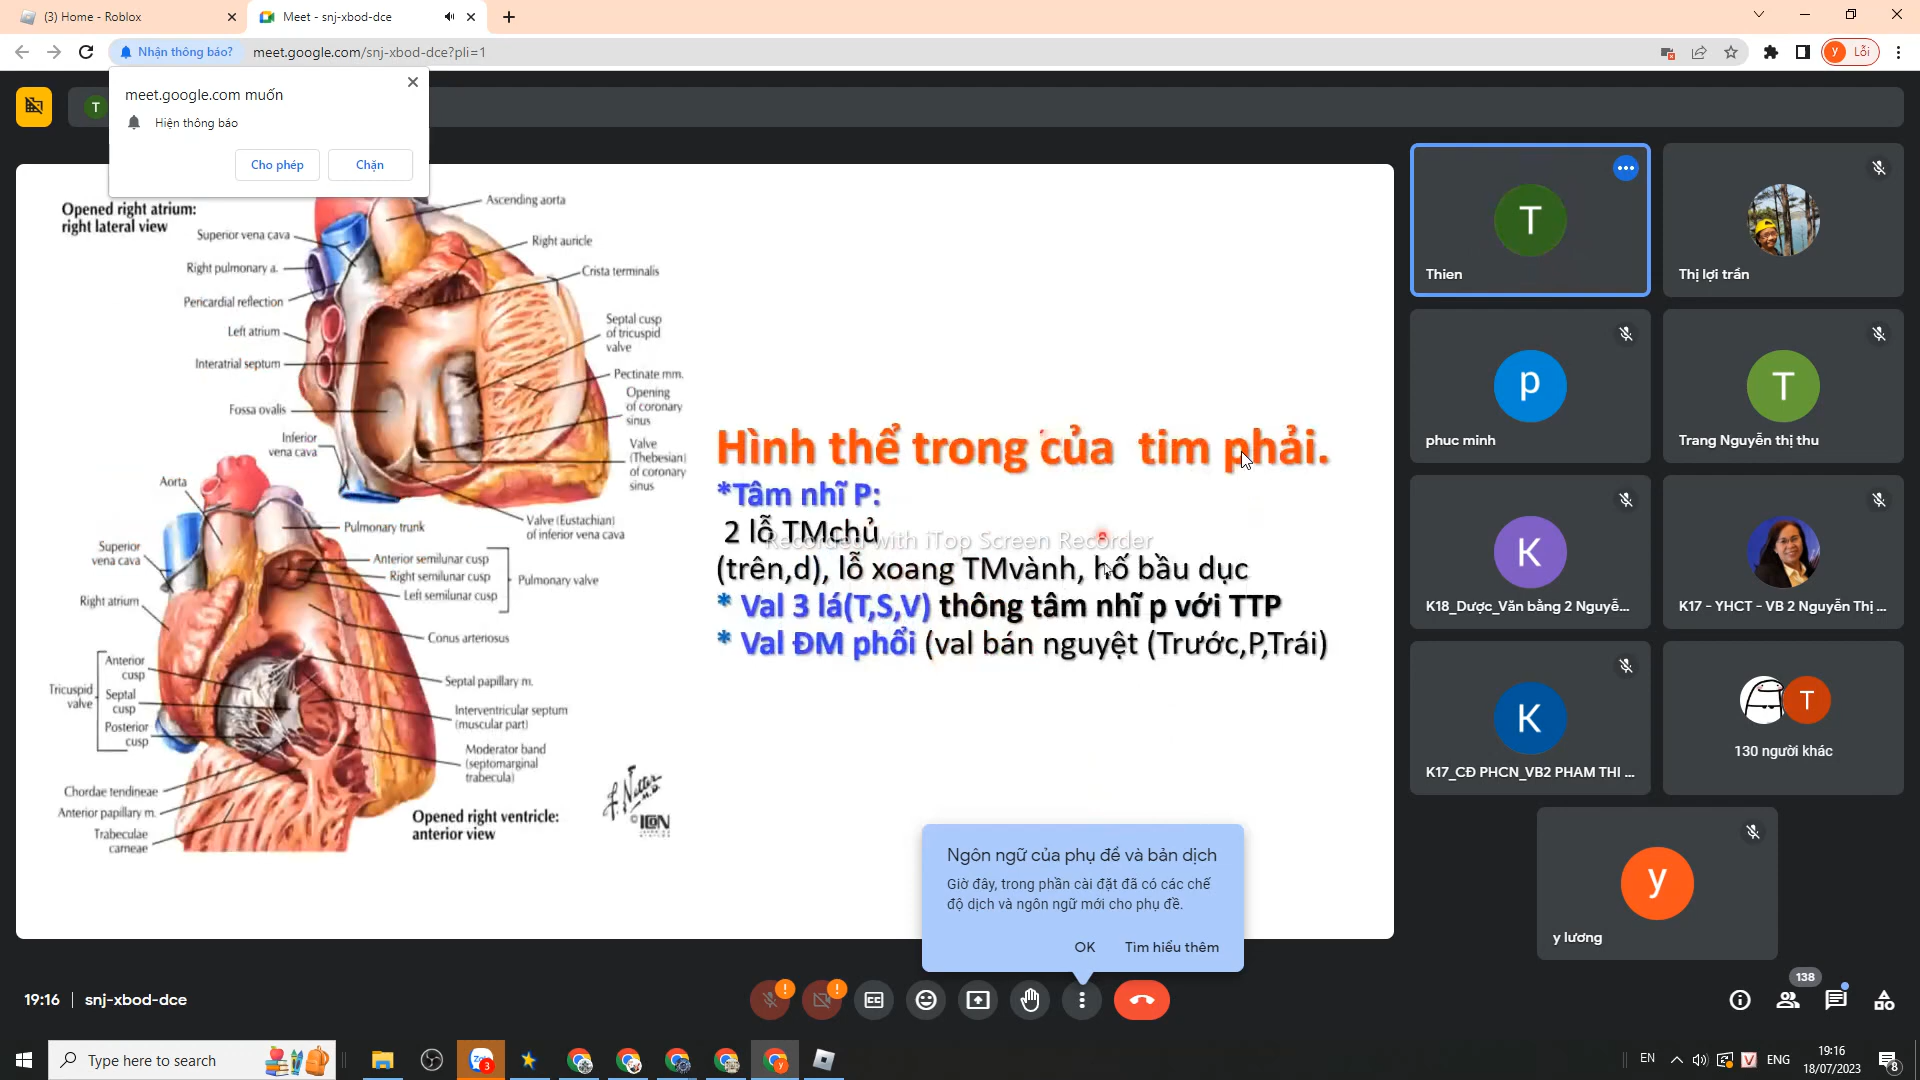 (3) Home - Roblox
Meet - snj-xbod-dce
Nhận thông báo?
meet.google.com/snj-xbod-dce?pli=1
y
Lỗi
meet.google.com muốn
Hiện thông báo
Cho phép
Chặn
T
Opened right atrium:
right lateral view
Superior vena cava
Right pulmonary a.
Pericardial reflection
Left atrium
Interatrial septum
Fossa ovalis
Inferior
vena cava
Ascending aorta
Right auricle
Crista terminalis
Septal cusp
of tricuspid
valve
Pectinate mm.
Opening
of coronary
sinus
Valve
(Thebesian)
of coronary
sinus
Valve (Eustachian)
of inferior vena cava
Aorta
Superior
vena cava
Right atrium
Anterior
cusp
Tricuspid
valve
Septal
cusp
Posterior
cusp
Chordae tendineae
Anterior papillary m.
Trabeculae
carneae
Pulmonary trunk
Anterior semilunar cusp
Right semilunar cusp
Left semilunar cusp
Pulmonary valve
Conus arteriosus
Septal papillary m.
Interventricular septum
(muscular part)
Moderator band
(septomarginal
trabecula)
Opened right ventricle:
anterior view
F. Netter
M.D.
© ICON
Hình thể trong của tim phải.
*Tâm nhĩ P:
2 lỗ TMchủ
Recorded with iTop Screen Recorder
(trên,d), lỗ xoang TMvành, hố bầu dục
* Val 3 lá(T,S,V) thông tâm nhĩ p với TTP
* Val ĐM phổi (val bán nguyệt (Trước,P,Trái)
T
Thien
Thị lợi trần
p
phuc minh
T
Trang Nguyễn thị thu
K
K18_Dược_Văn bằng 2 Nguyễ...
K17 - YHCT - VB 2 Nguyễn Thị ...
K
K17_CĐ PHCN_VB2 PHAM THI ...
T
130 người khác
y
y lương
Ngôn ngữ của phụ đề và bản dịch
Giờ đây, trong phần cài đặt đã có các chế
độ dịch và ngôn ngữ mới cho phụ đề.
OK
Tìm hiểu thêm
19:16 | snj-xbod-dce
138
Type here to search
Zalo
3
EN
ENG
19:16
18/07/2023
8